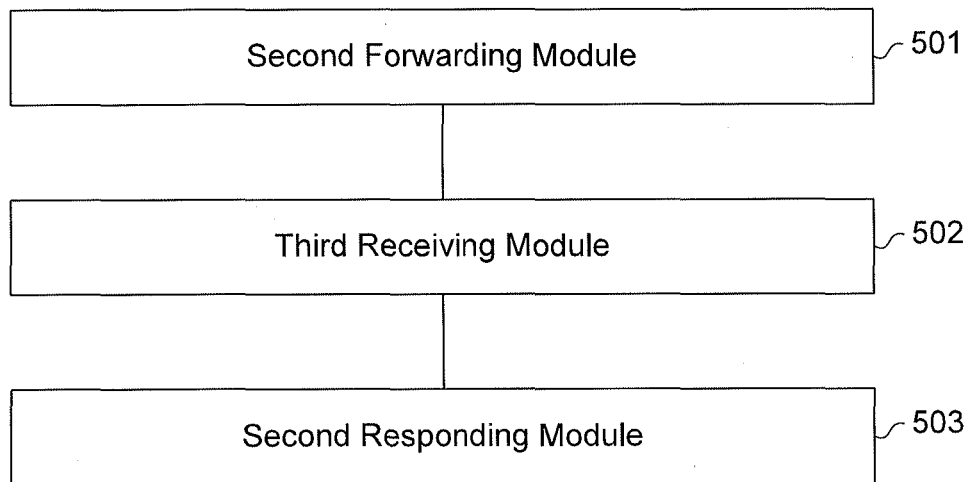 Second Forwarding Module
501
Third Receiving Module
502
Second Responding Module
503